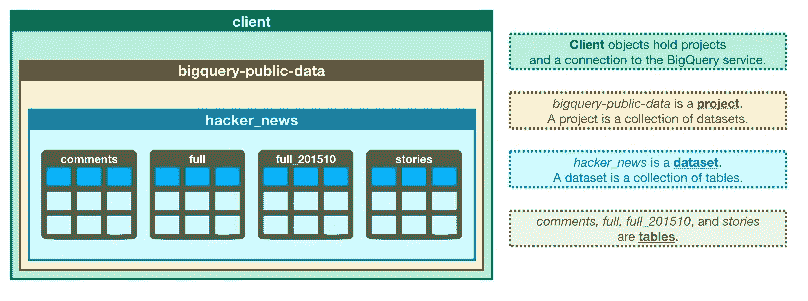 client
bigquery-public-data
hacker_news
comments
full
full_201510
stories
Client objects hold projects
and a connection to the BigQuery service.
bigquery-public-data is a project.
A project is a collection of datasets.
hacker_news is a dataset.
A dataset is a collection of tables.
comments, full, full_201510, and stories
are tables.